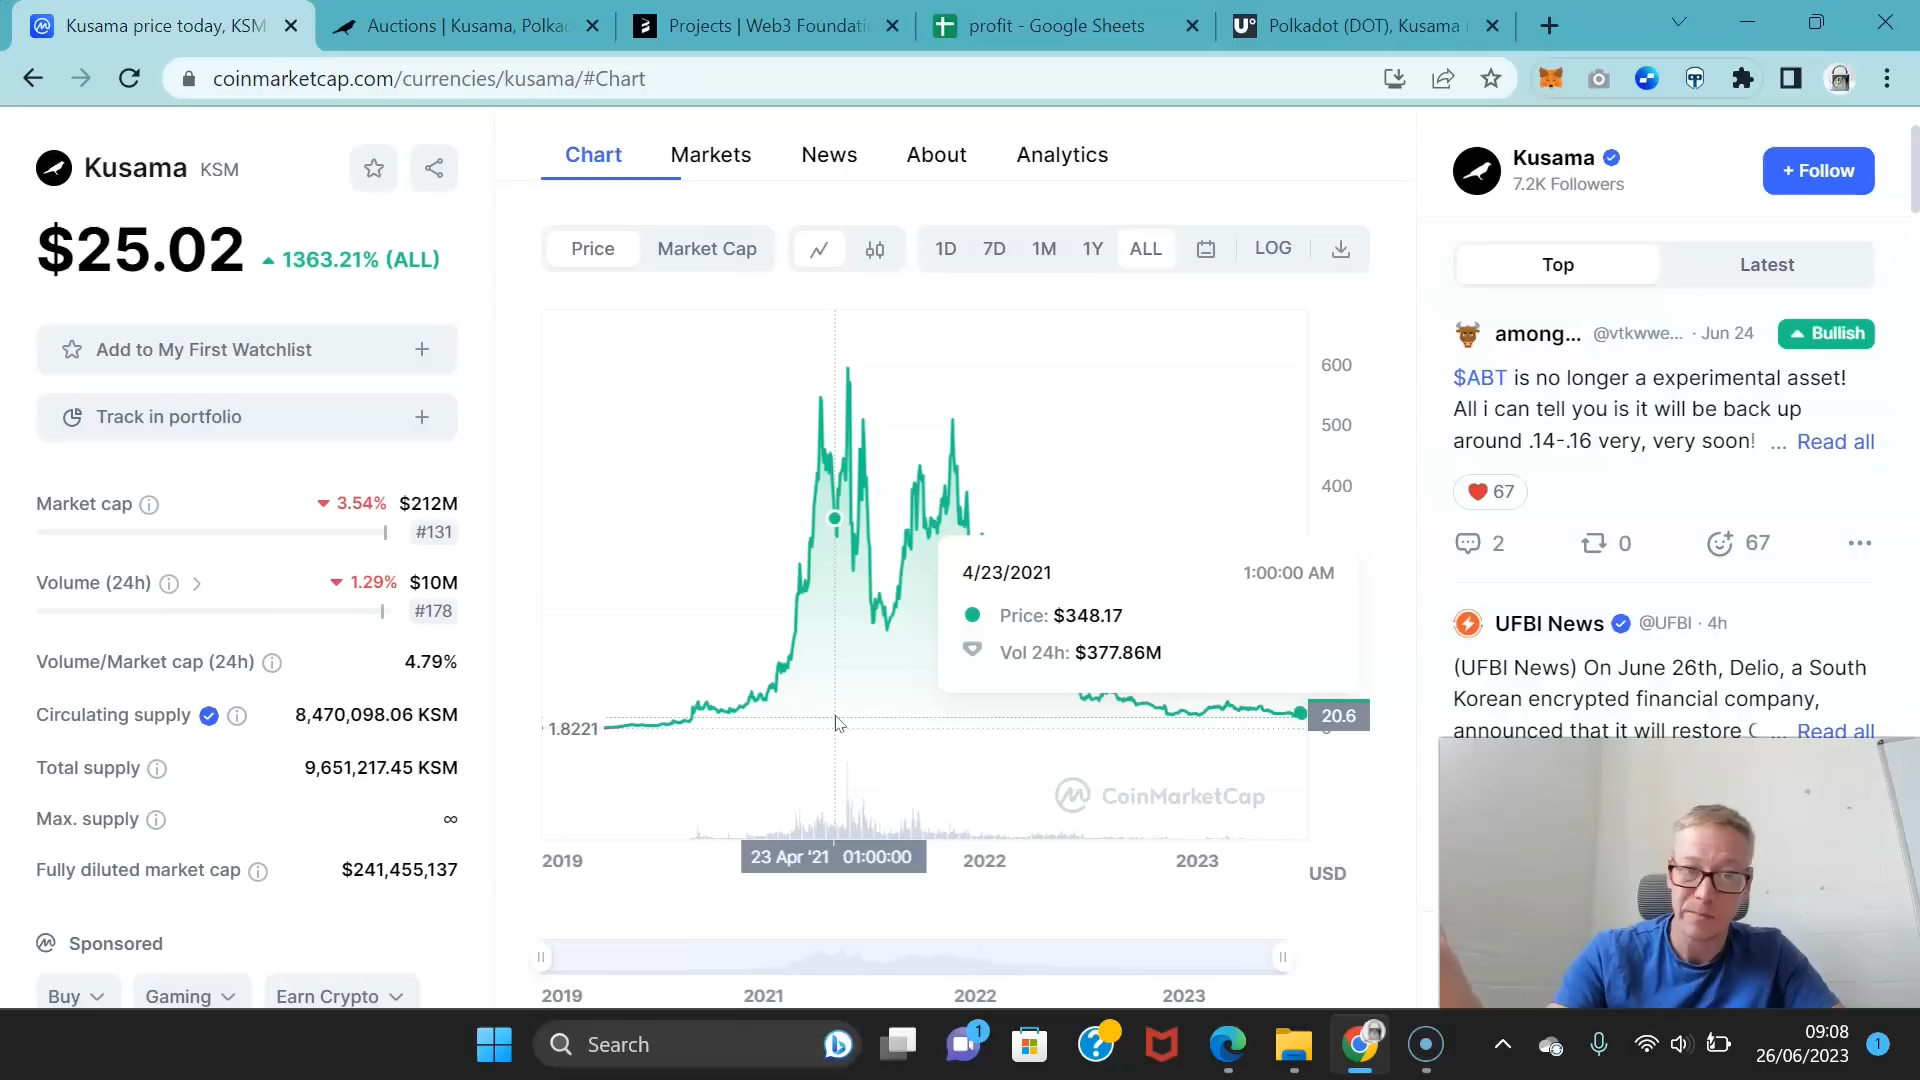 Kusama price today, KSM
Auctions | Kusama, Polka
Projects | Web3 Foundati
profit - Google Sheets
Polkadot (DOT), Kusama
coinmarketcap.com/currencies/kusama/#Chart
Kusama KSM
$25.02
1363.21% (ALL)
Add to My First Watchlist +
Track in portfolio +
Market cap 3.54% $212M
#131
Volume (24h) 1.29% $10M
#178
Volume/Market cap (24h) 4.79%
Circulating supply 8,470,098.06 KSM
Total supply 9,651,217.45 KSM
Max. supply ∞
Fully diluted market cap $241,455,137
Sponsored
Buy Gaming Earn Crypto
Chart Markets News About Analytics
Price Market Cap 1D 7D 1M 1Y ALL LOG
600
500
400
4/23/2021 1:00:00 AM
Price: $348.17
Vol 24h: $377.86M
1.8221
20.6
CoinMarketCap
23 Apr '21 01:00:00
2019 2022 2023
USD
2019 2021 2022 2023
Kusama
7.2K Followers
+ Follow
Top Latest
among... @vtkwwe... · Jun 24 Bullish
$ABT is no longer a experimental asset!
All i can tell you is it will be back up
around .14-.16 very, very soon! ... Read all
67
2 0 67
UFBI News @UFBI · 4h
(UFBI News) On June 26th, Delio, a South
Korean encrypted financial company,
announced that it will restore ... Read all
Search
1
09:08
26/06/2023
1